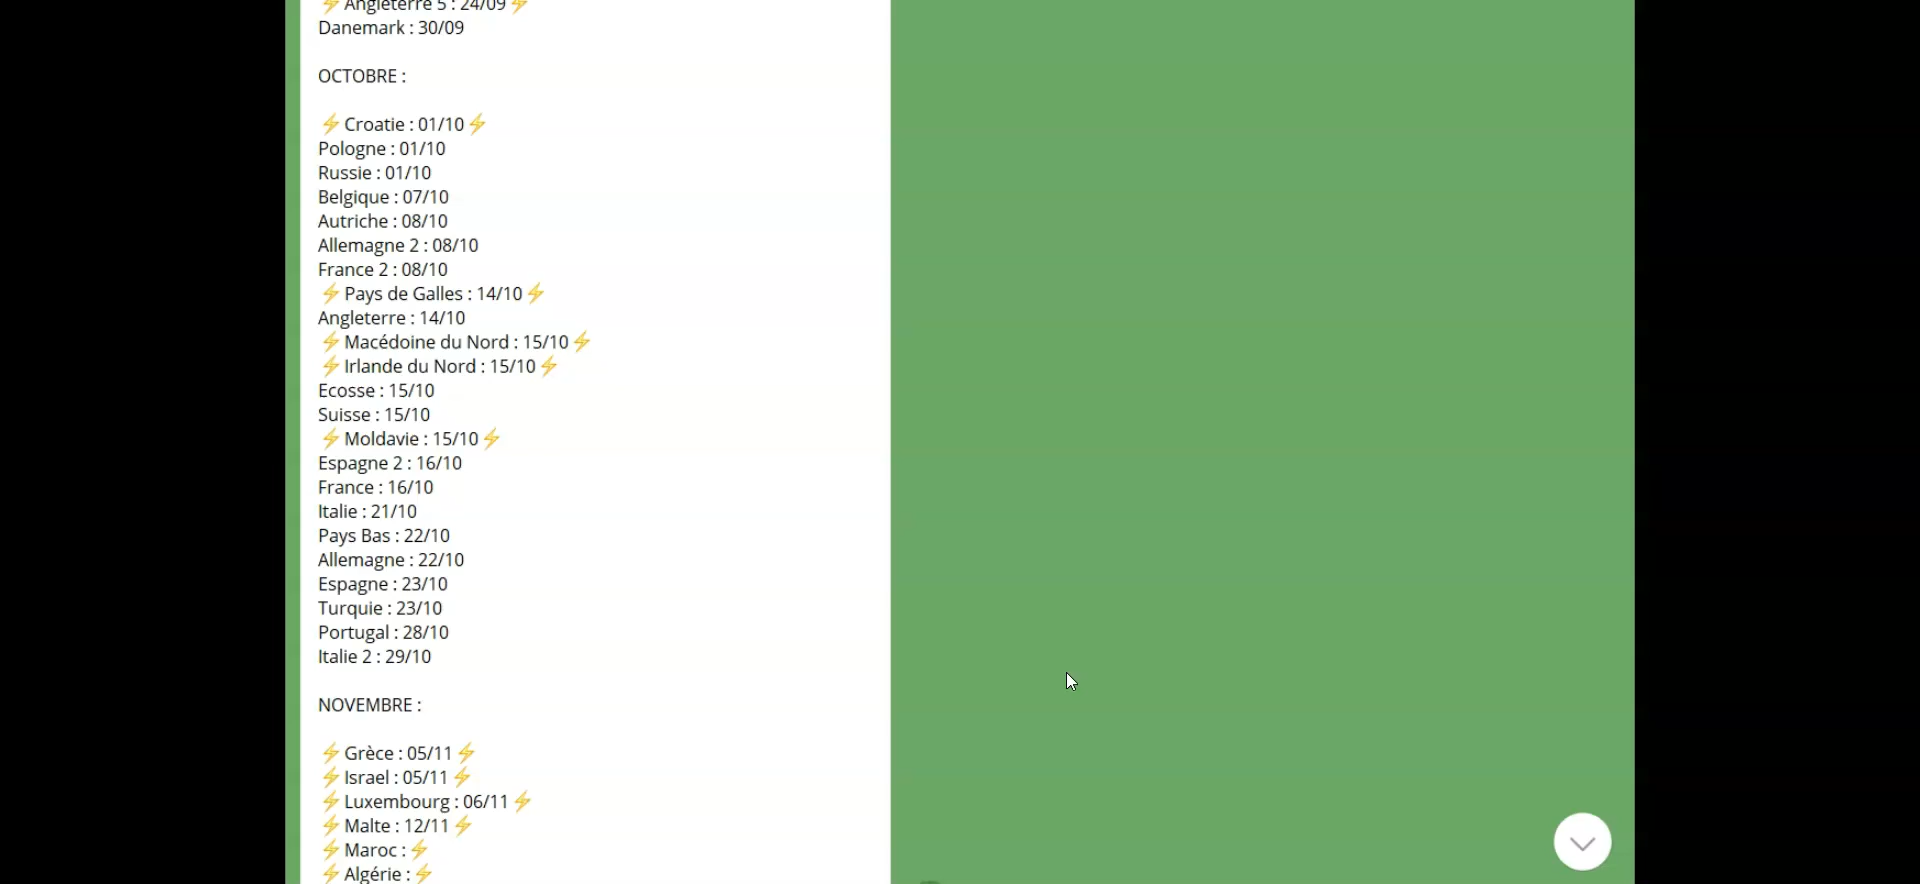 ⚡Angleterre 5 : 24/09⚡
Danemark : 30/09
OCTOBRE :
⚡Croatie : 01/10⚡
Pologne : 01/10
Russie : 01/10
Belgique : 07/10
Autriche : 08/10
Allemagne 2 : 08/10
France 2 : 08/10
⚡Pays de Galles : 14/10⚡
Angleterre : 14/10
⚡Macédoine du Nord : 15/10⚡
⚡Irlande du Nord : 15/10⚡
Ecosse : 15/10
Suisse : 15/10
⚡Moldavie : 15/10⚡
Espagne 2 : 16/10
France : 16/10
Italie : 21/10
Pays Bas : 22/10
Allemagne : 22/10
Espagne : 23/10
Turquie : 23/10
Portugal : 28/10
Italie 2 : 29/10
NOVEMBRE :
⚡Grèce : 05/11⚡
⚡Israel : 05/11⚡
⚡Luxembourg : 06/11⚡
⚡Malte : 12/11⚡
⚡Maroc :⚡
⚡Algérie :⚡